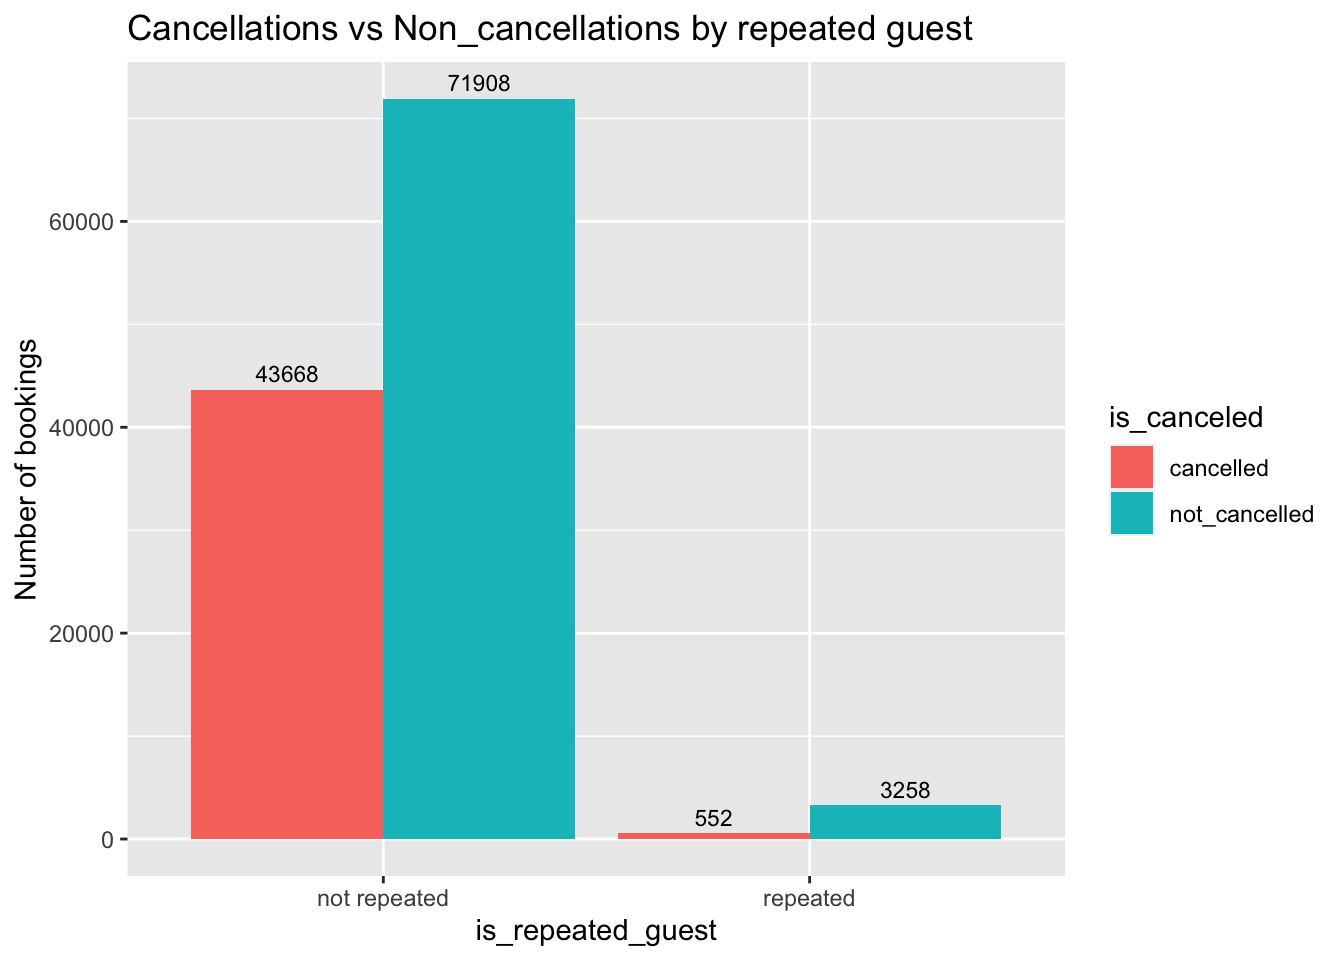 Cancellations vs Non_cancellations by repeated guest
71908
43668
552
3258
60000
40000
20000
0
Number of bookings
not repeated
repeated
is_repeated_guest
is_canceled
cancelled
not_cancelled